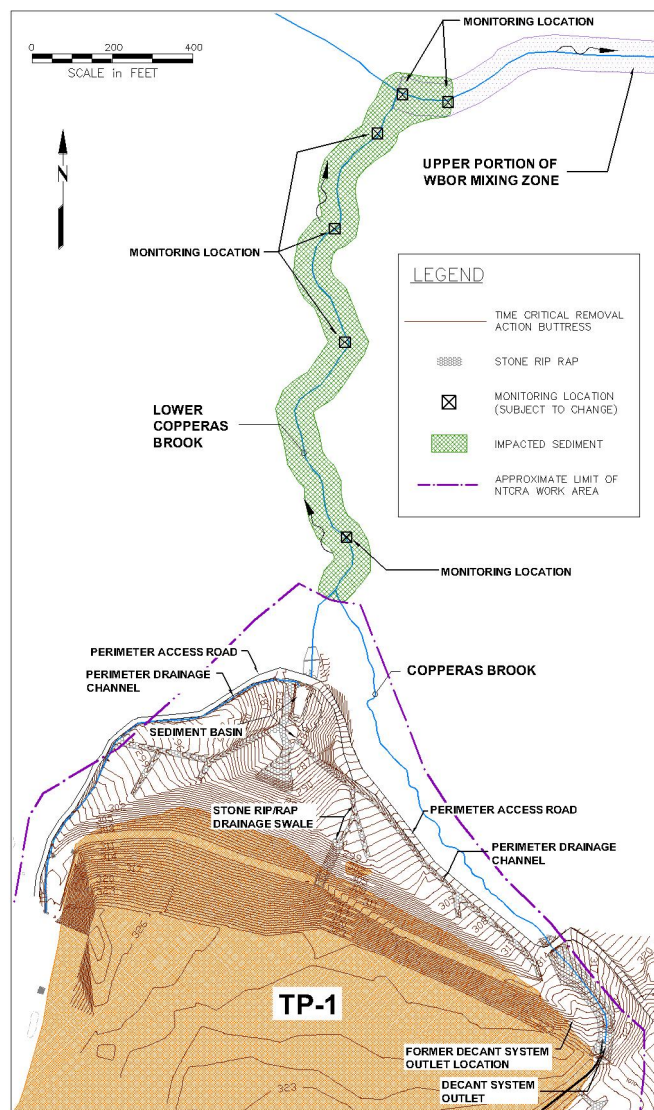 MONITORING LOCATION
0 200 400
SCALE in FEET
N
UPPER PORTION OF
WBOR MIXING ZONE
MONITORING LOCATION
LEGEND
TIME CRITICAL REMOVAL
ACTION BUTTRESS
STONE RIP RAP
MONITORING LOCATION
(SUBJECT TO CHANGE)
IMPACTED SEDIMENT
APPROXIMATE LIMIT OF
NTCRA WORK AREA
LOWER
COPPERAS
BROOK
MONITORING LOCATION
PERIMETER ACCESS ROAD
PERIMETER DRAINAGE
CHANNEL
COPPERAS BROOK
SEDIMENT BASIN
STONE RIP/RAP
DRAINAGE SWALE
PERIMETER ACCESS ROAD
PERIMETER DRAINAGE
CHANNEL
305
326
TP-1
FORMER DECANT SYSTEM
OUTLET LOCATION
DECANT SYSTEM
OUTLET
323